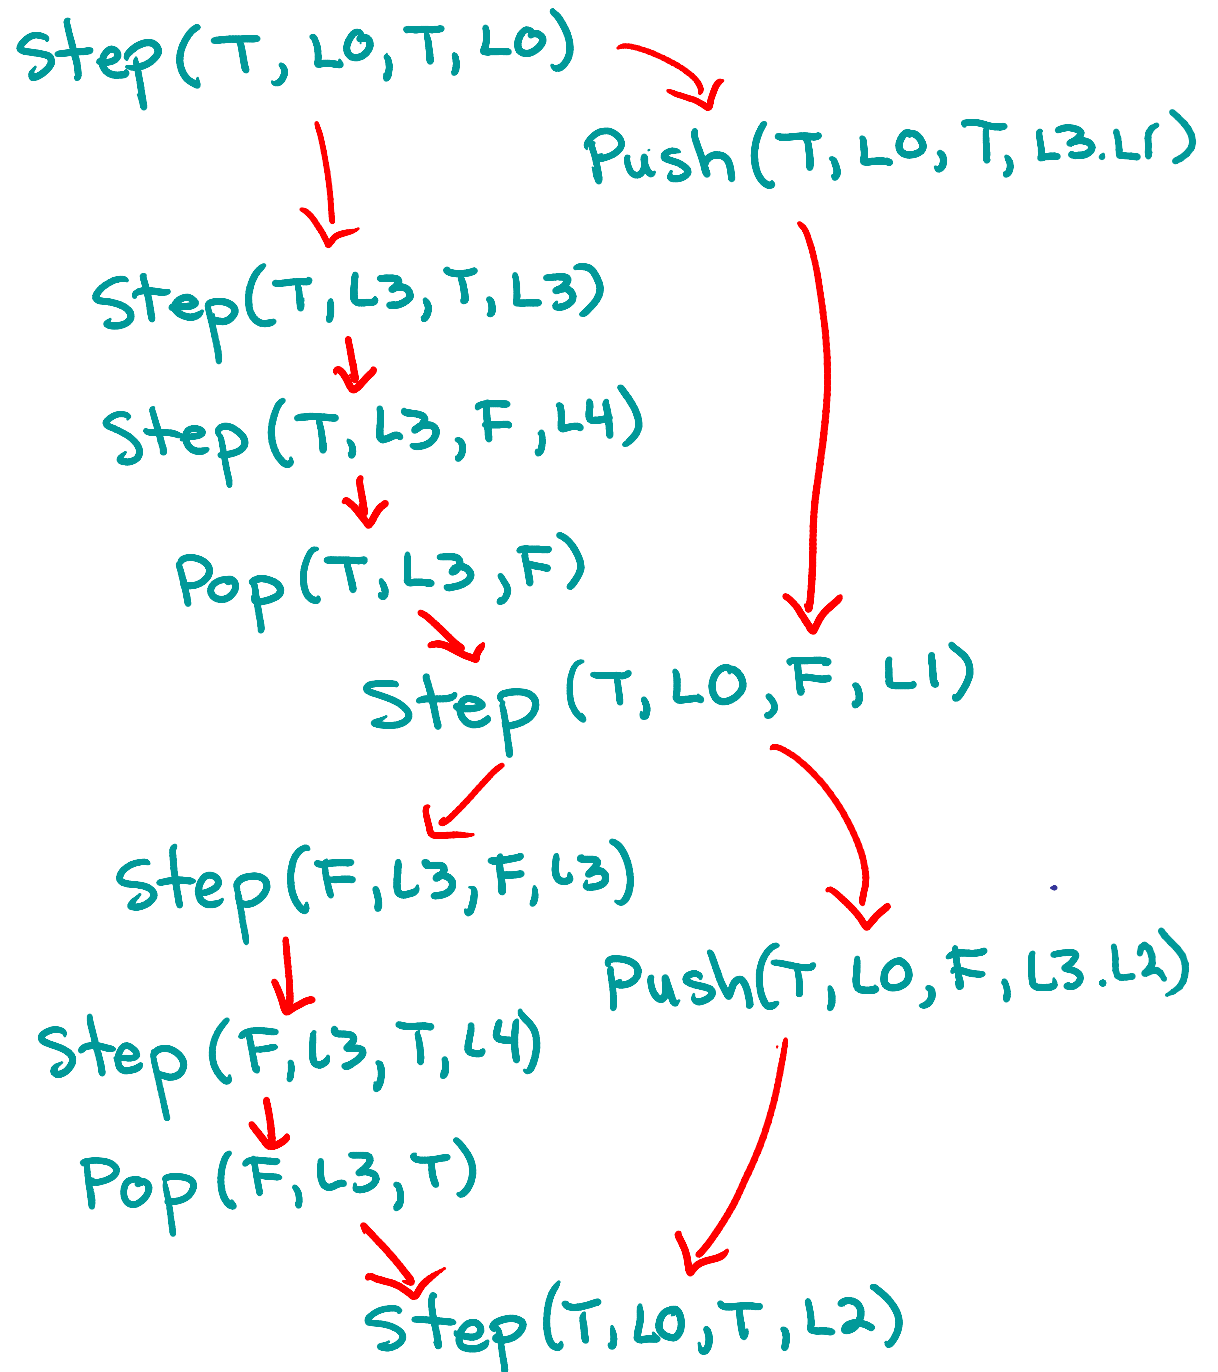 Step(T, L0, T, L0)
Push(T, L0, T, L3.L1)
Step(T, L3, T, L3)
Step(T, L3, F, L4)
Pop(T, L3, F)
Step(T, L0, F, L1)
Step(F, L3, F, L3)
Push(T, L0, F, L3.L2)
Step(F, L3, T, L4)
Pop(F, L3, T)
Step(T, L0, T, L2)